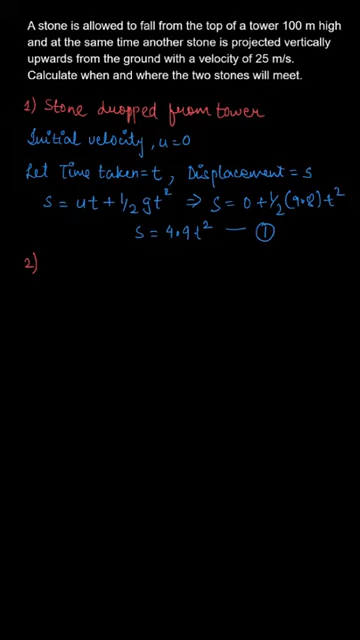 A stone is allowed to fall from the top of a tower 100 m high
and at the same time another stone is projected vertically
upwards from the ground with a velocity of 25 m/s.
Calculate when and where the two stones will meet.
1) Stone dropped from tower
Initial velocity, u = 0
Let Time taken = t, Displacement = s
s = ut + 1/2 gt² ⇒ s = 0 + 1/2 (9.8) t²
s = 4.9t² — ①
2)